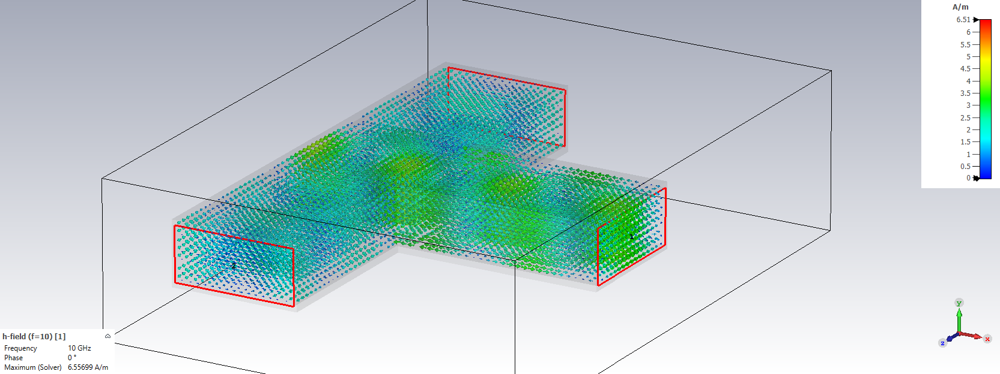 A/m
6.51
6
5.5
5
4.5
4
3.5
3
2.5
2
1.5
1
0.5
0
1
2
y
x
z
h-field (f=10) [1]
Frequency 10 GHz
Phase 0 °
Maximum (Solver) 6.55699 A/m